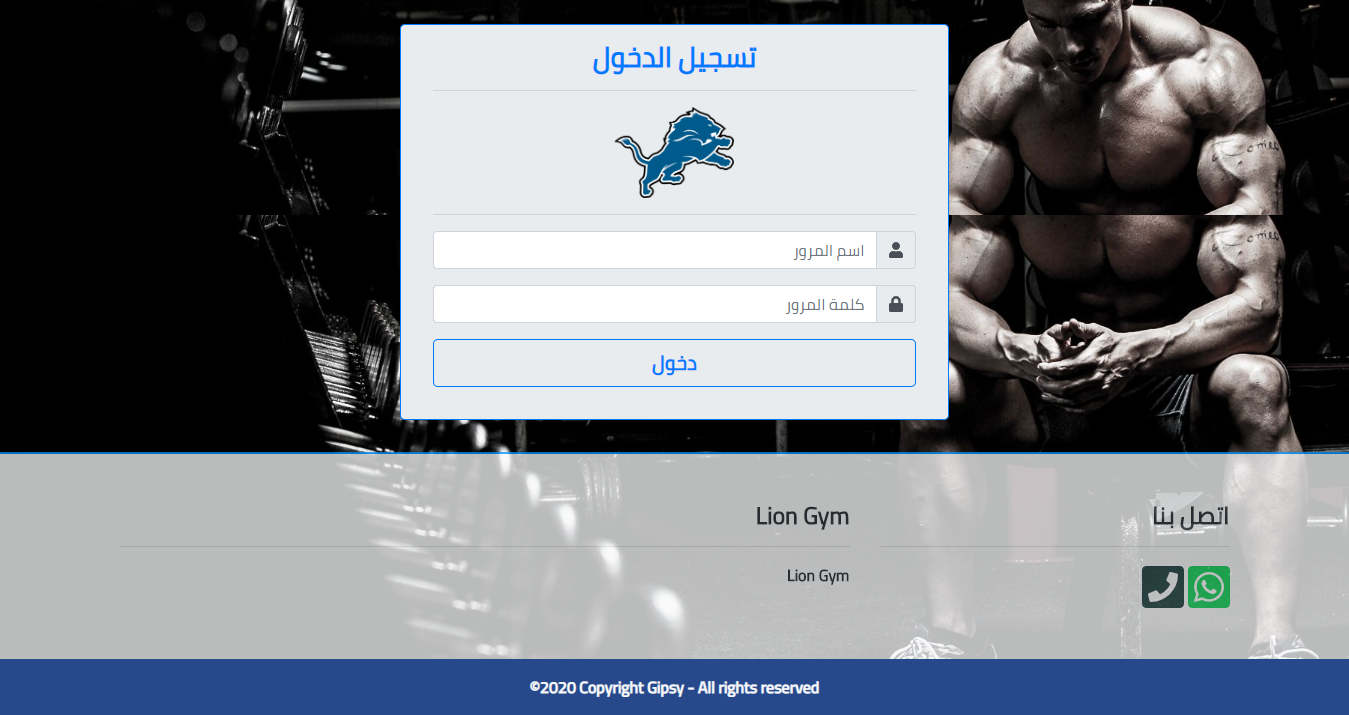 تسجيل الدخول
اسم المرور
كلمة المرور
دخول
اتصل بنا
Lion Gym
Lion Gym
©2020 Copyright Gipsy - All rights reserved